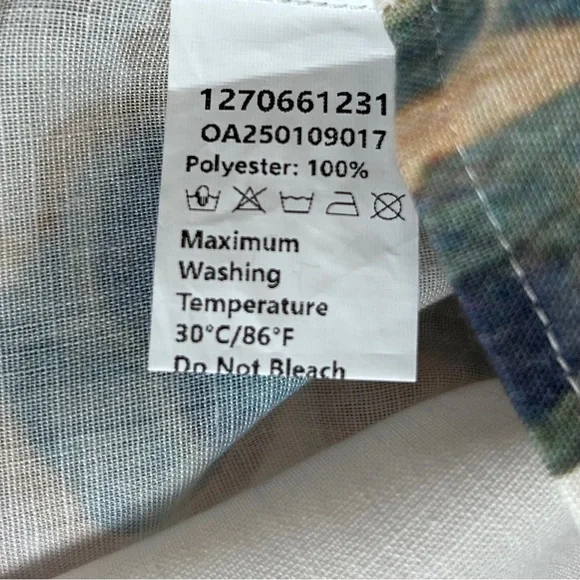 1270661231
OA250109017
Polyester: 100%
Maximum
Washing
Temperature
30°C/86°F
Do Not Bleach